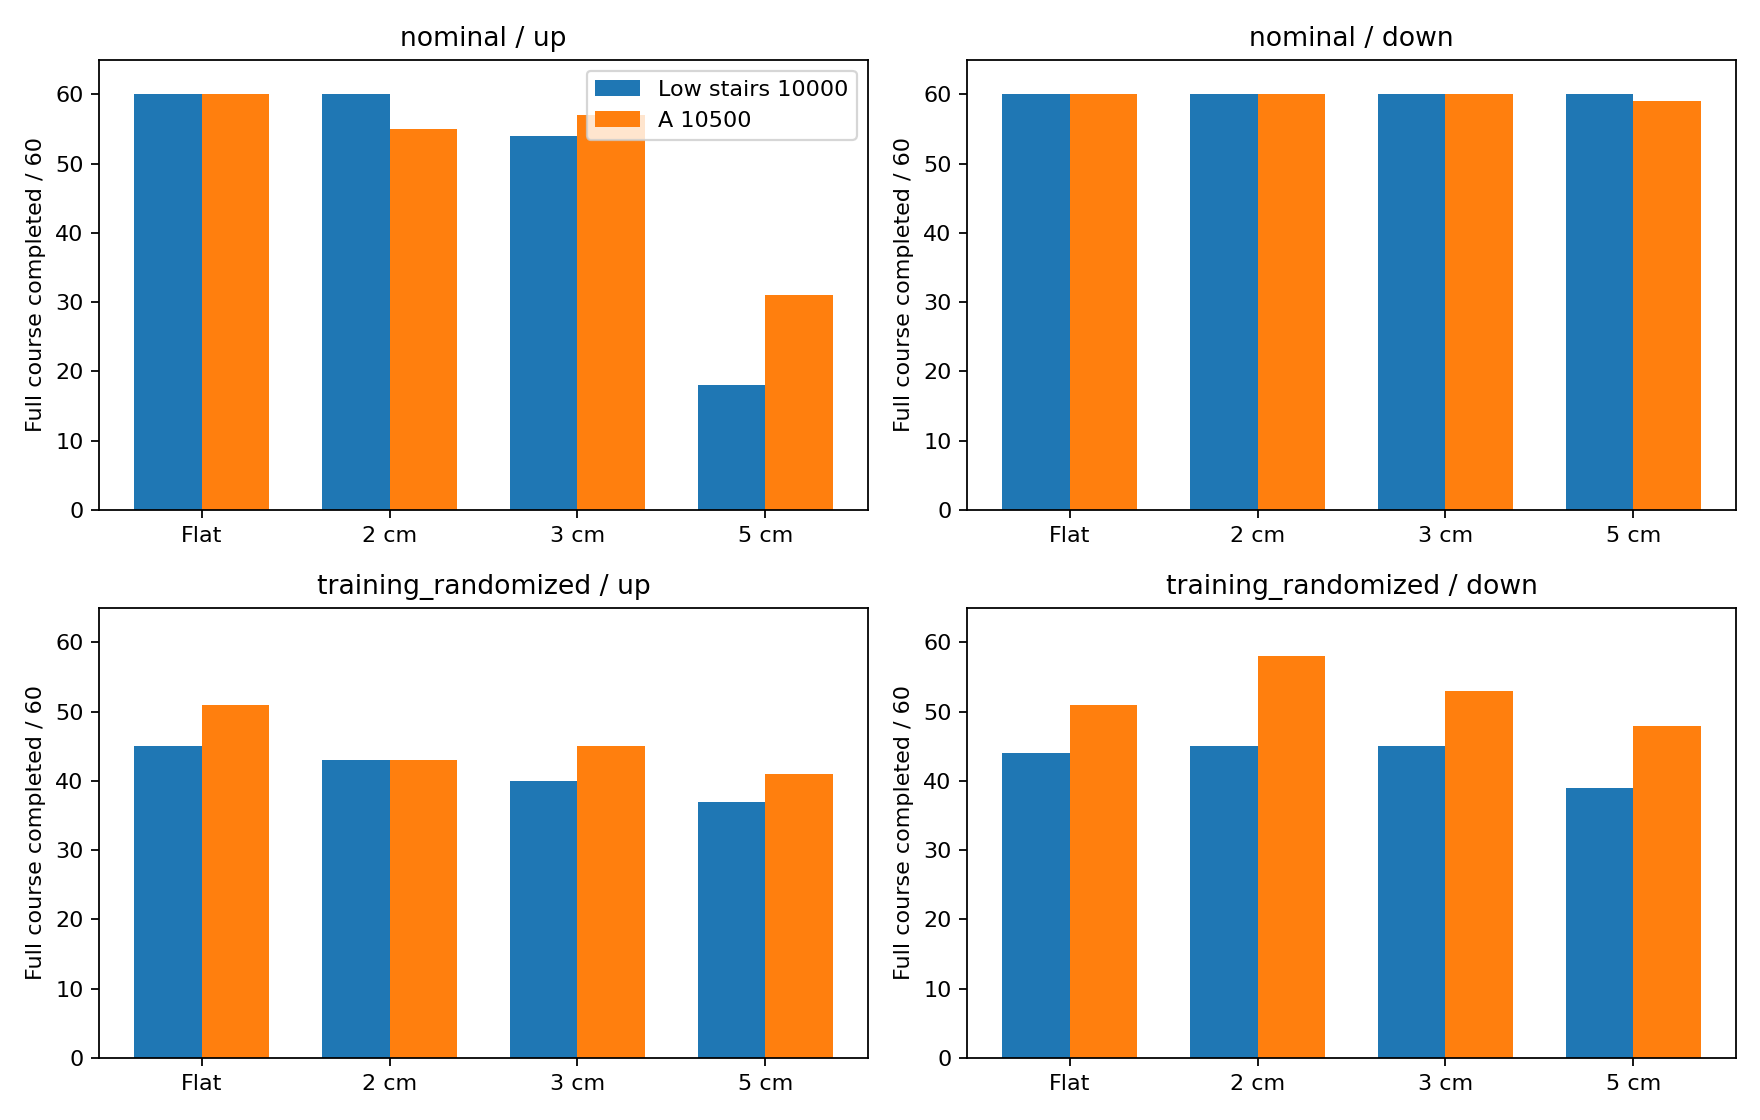 nominal / up
Full course completed / 60
60
50
40
30
20
10
0
Low stairs 10000
A 10500
Flat 2 cm 3 cm 5 cm
nominal / down
Full course completed / 60
60
50
40
30
20
10
0
Flat 2 cm 3 cm 5 cm
training_randomized / up
Full course completed / 60
60
50
40
30
20
10
0
Flat 2 cm 3 cm 5 cm
training_randomized / down
Full course completed / 60
60
50
40
30
20
10
0
Flat 2 cm 3 cm 5 cm